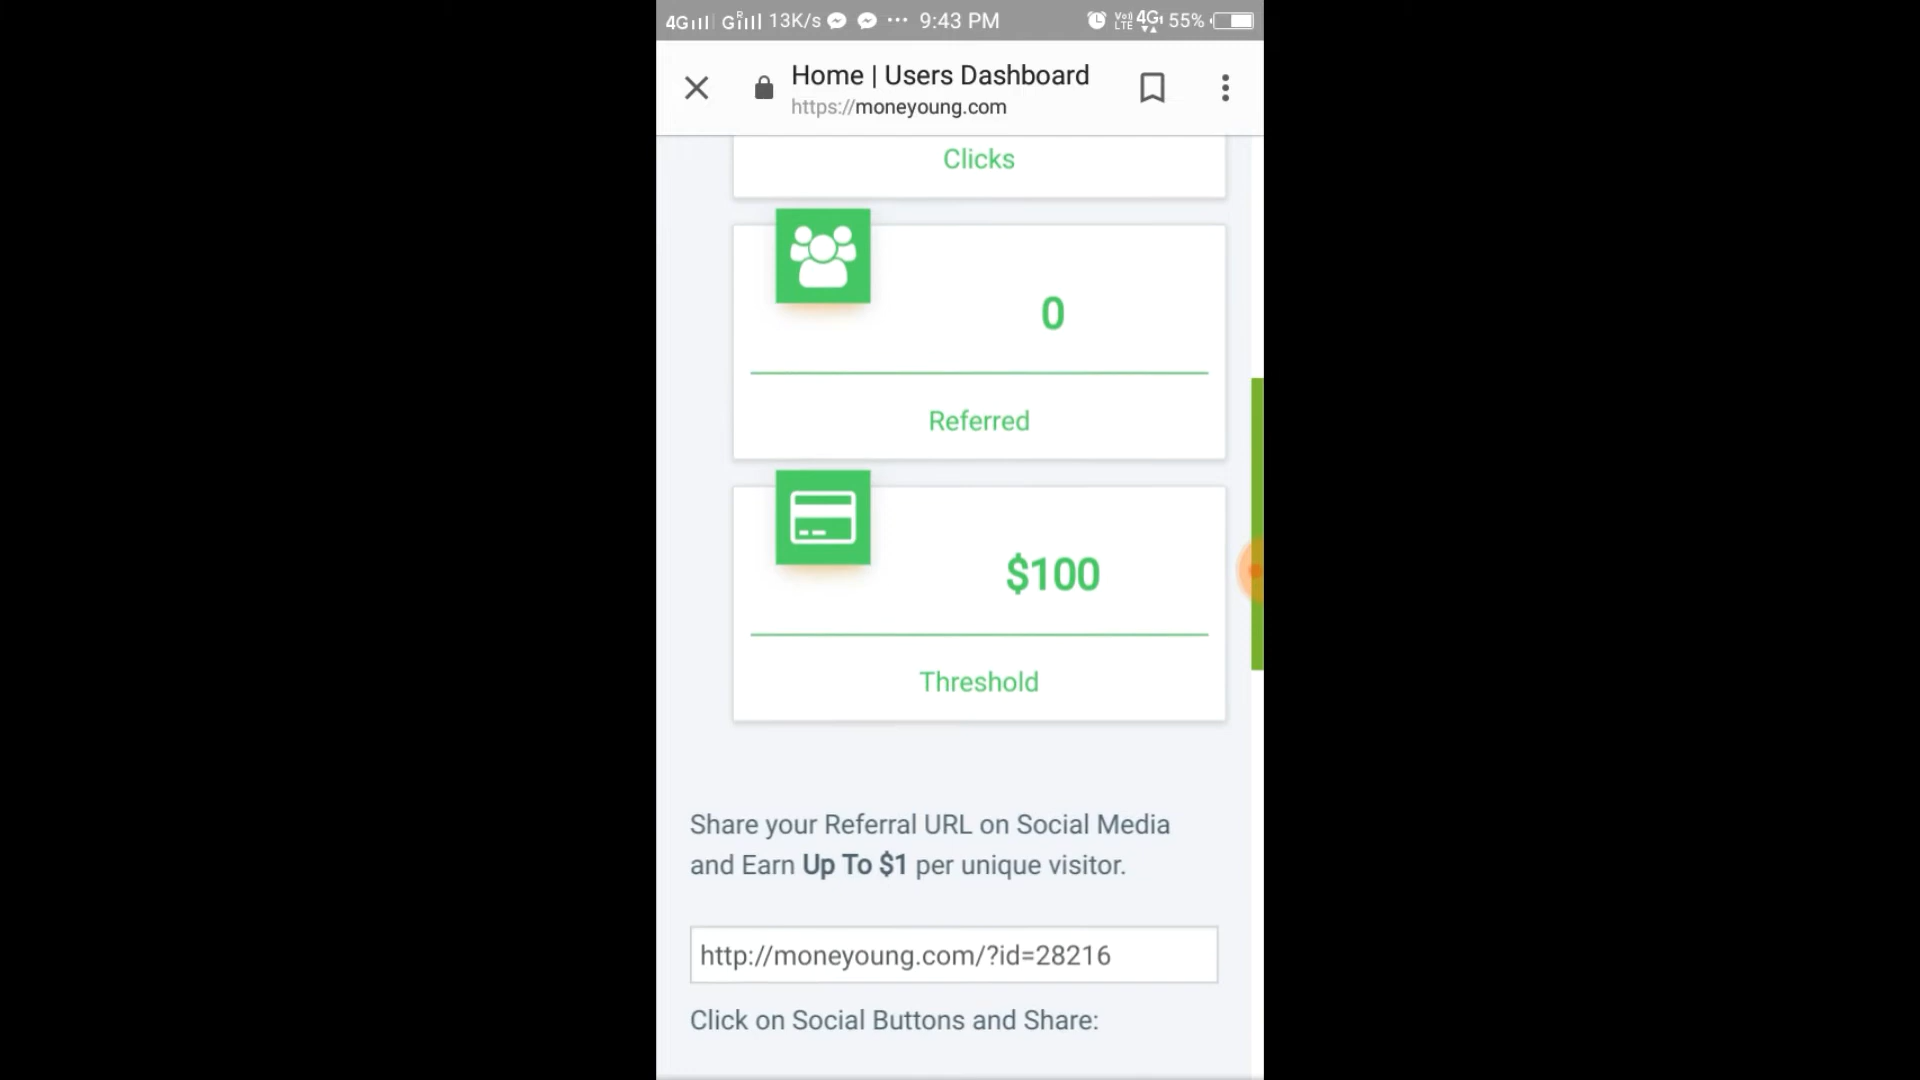 4G G R 13K/s ··· 9:43 PM VoLTE 4G 55%
Home | Users Dashboard
https://moneyoung.com
Clicks
0
Referred
$100
Threshold
Share your Referral URL on Social Media
and Earn Up To $1 per unique visitor.
http://moneyoung.com/?id=28216
Click on Social Buttons and Share: